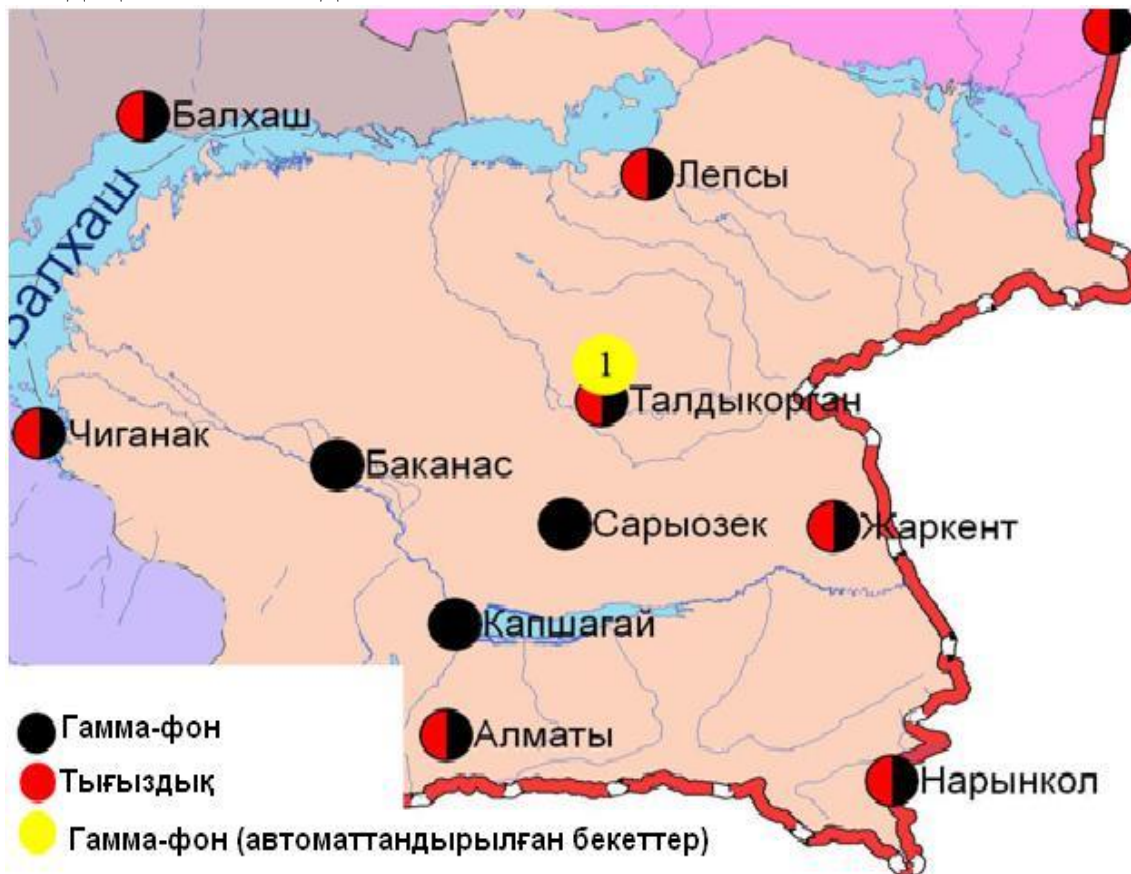 Балхаш
Лепсы
Балхаш
1
Талдыкорган
Чиганак
Баканас
Сарыозек
Жаркент
Капшагай
Гамма-фон
Алматы
Тығыздық
Нарынкол
Гамма-фон (автоматтандырылған бекеттер)